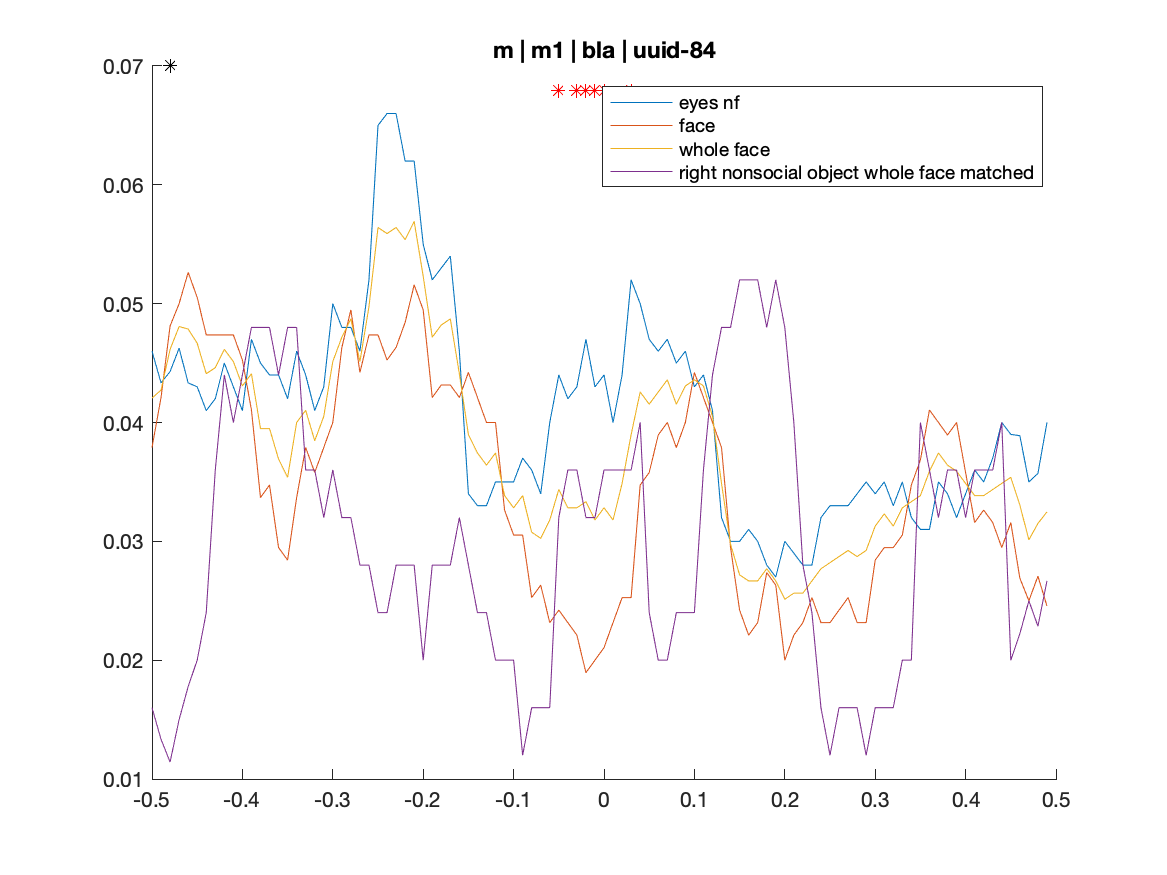 m | m1 | bla | uuid-84
0.07
0.06
0.05
0.04
0.03
0.02
0.01
eyes nf
face
whole face
right nonsocial object whole face matched
-0.5 -0.4 -0.3 -0.2 -0.1 0 0.1 0.2 0.3 0.4 0.5